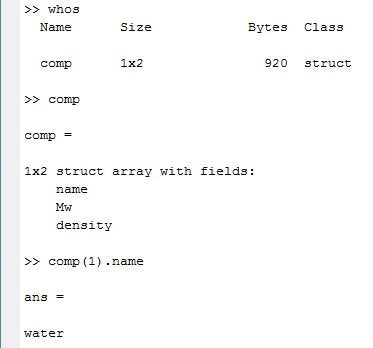 >> whos
Name Size Bytes Class
comp 1x2 920 struct
>> comp
comp =
1x2 struct array with fields:
name
Mw
density
>> comp(1).name
ans =
water